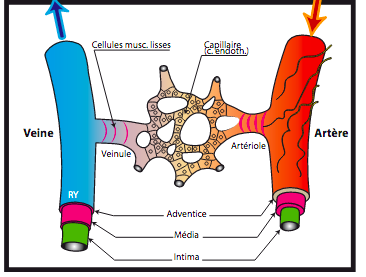 Cellules musc. lisses
Capillaire
(c. endoth.)
Veine
Artère
Veinule
Artériole
RY
Adventice
Média
Intima